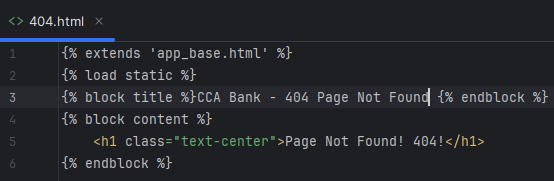 <> 404.html ×
1 {% extends 'app_base.html' %}
2 {% load static %}
3 {% block title %}CCA Bank - 404 Page Not Found {% endblock %}
4 {% block content %}
5 <h1 class="text-center">Page Not Found! 404!</h1>
6 {% endblock %}